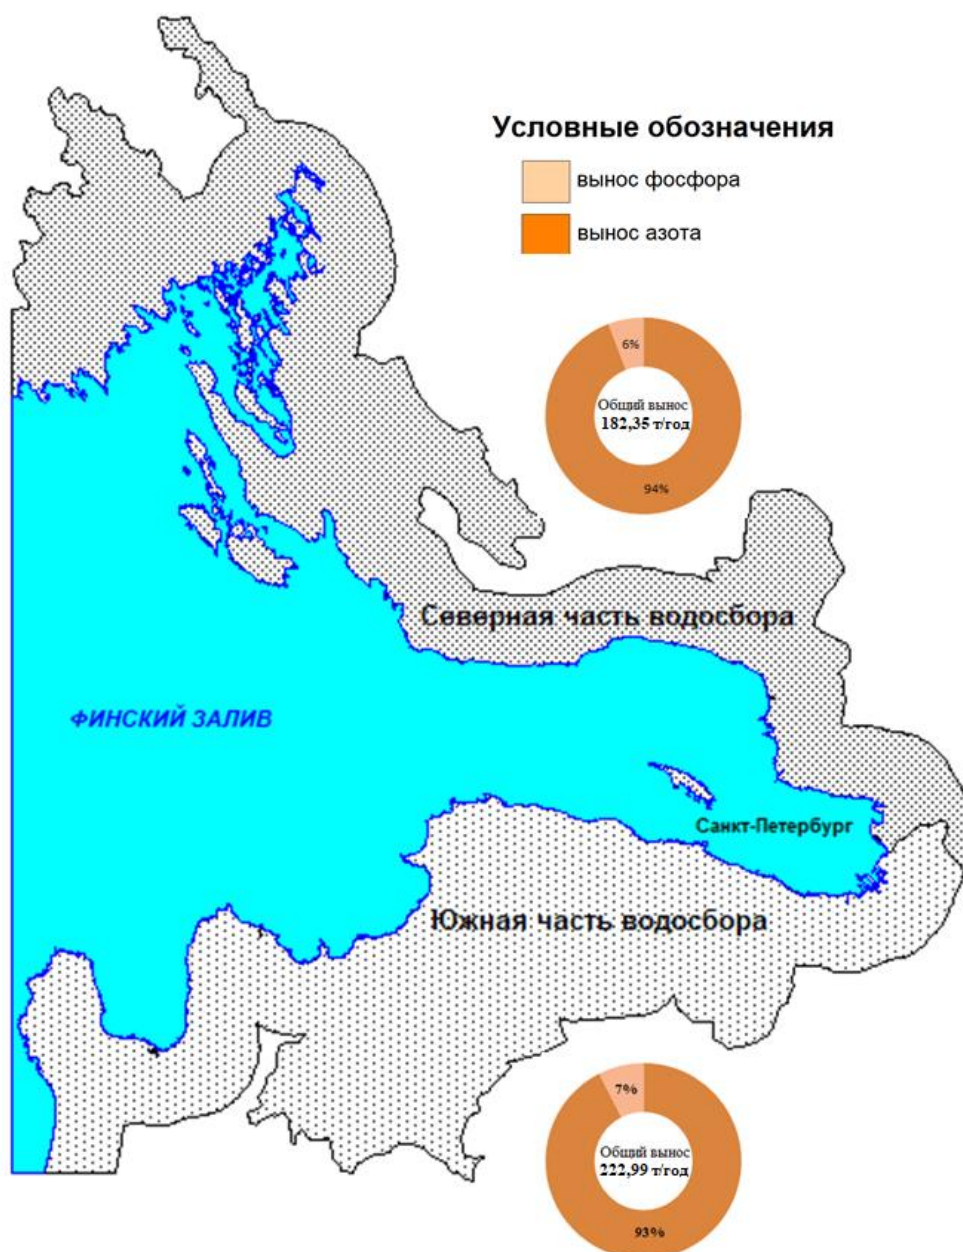 Условные обозначения
вынос фосфора
вынос азота
6%
Общий вынос
182,35 т/год
94%
Северная часть водосбора
ФИНСКИЙ ЗАЛИВ
Санкт-Петербург
Южная часть водосбора
7%
Общий вынос
222,99 т/год
93%